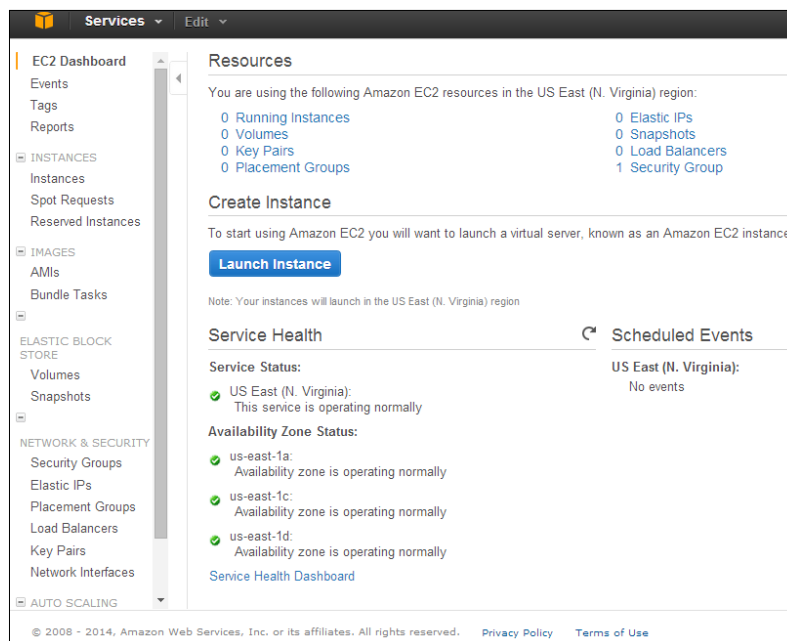 Services Edit
EC2 Dashboard
Events
Tags
Reports
INSTANCES
Instances
Spot Requests
Reserved Instances
IMAGES
AMIs
Bundle Tasks
ELASTIC BLOCK
STORE
Volumes
Snapshots
NETWORK & SECURITY
Security Groups
Elastic IPs
Placement Groups
Load Balancers
Key Pairs
Network Interfaces
AUTO SCALING
Resources
You are using the following Amazon EC2 resources in the US East (N. Virginia) region:
0 Running Instances 0 Elastic IPs
0 Volumes 0 Snapshots
0 Key Pairs 0 Load Balancers
0 Placement Groups 1 Security Group
Create Instance
To start using Amazon EC2 you will want to launch a virtual server, known as an Amazon EC2 instance
Launch Instance
Note: Your instances will launch in the US East (N. Virginia) region
Service Health
Service Status:
US East (N. Virginia):
This service is operating normally
Availability Zone Status:
us-east-1a:
Availability zone is operating normally
us-east-1c:
Availability zone is operating normally
us-east-1d:
Availability zone is operating normally
Service Health Dashboard
Scheduled Events
US East (N. Virginia):
No events
© 2008 - 2014, Amazon Web Services, Inc. or its affiliates. All rights reserved. Privacy Policy Terms of Use